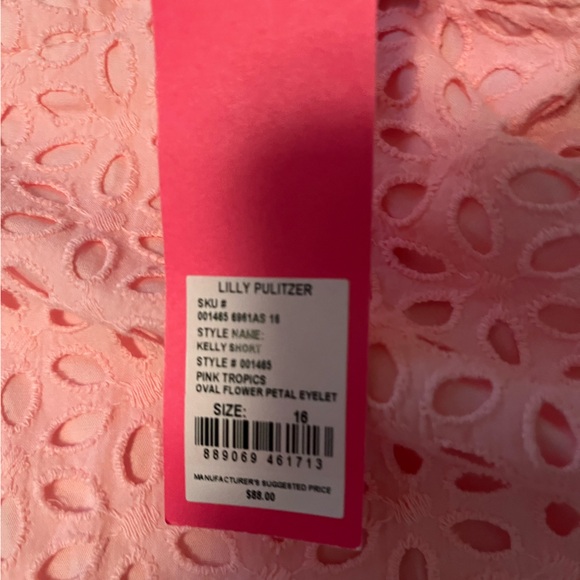 LILLY PULITZER
SKU #
001465 6961AS 16
STYLE NAME:
KELLY SHORT
STYLE # 001465
PINK TROPICS
OVAL FLOWER PETAL EYELET
SIZE: 16
889069 461713
MANUFACTURER'S SUGGESTED PRICE
$88.00